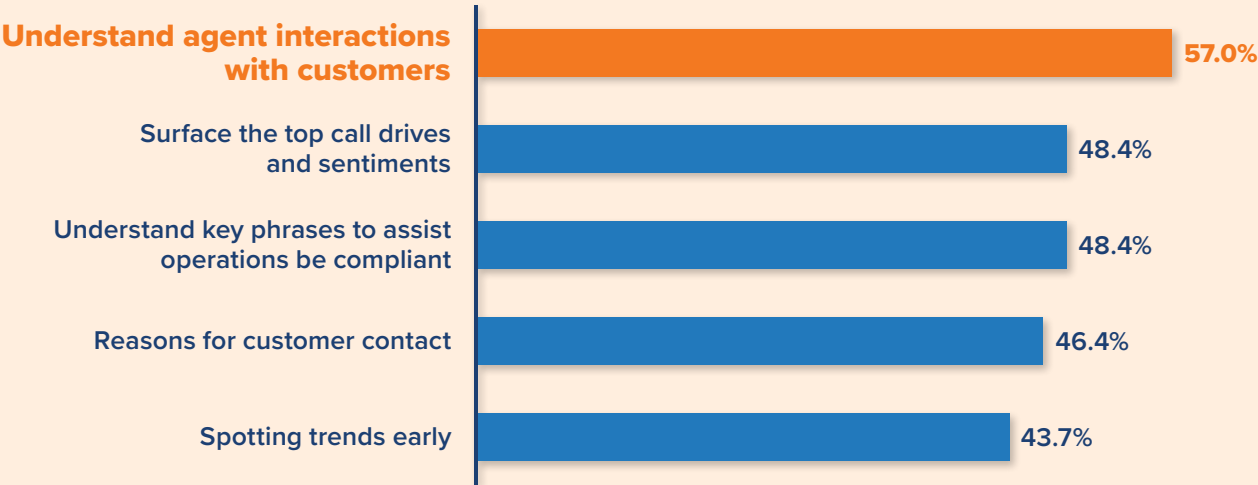 Understand agent interactions
with customers
57.0%
Surface the top call drives
and sentiments
48.4%
Understand key phrases to assist
operations be compliant
48.4%
Reasons for customer contact
46.4%
Spotting trends early
43.7%